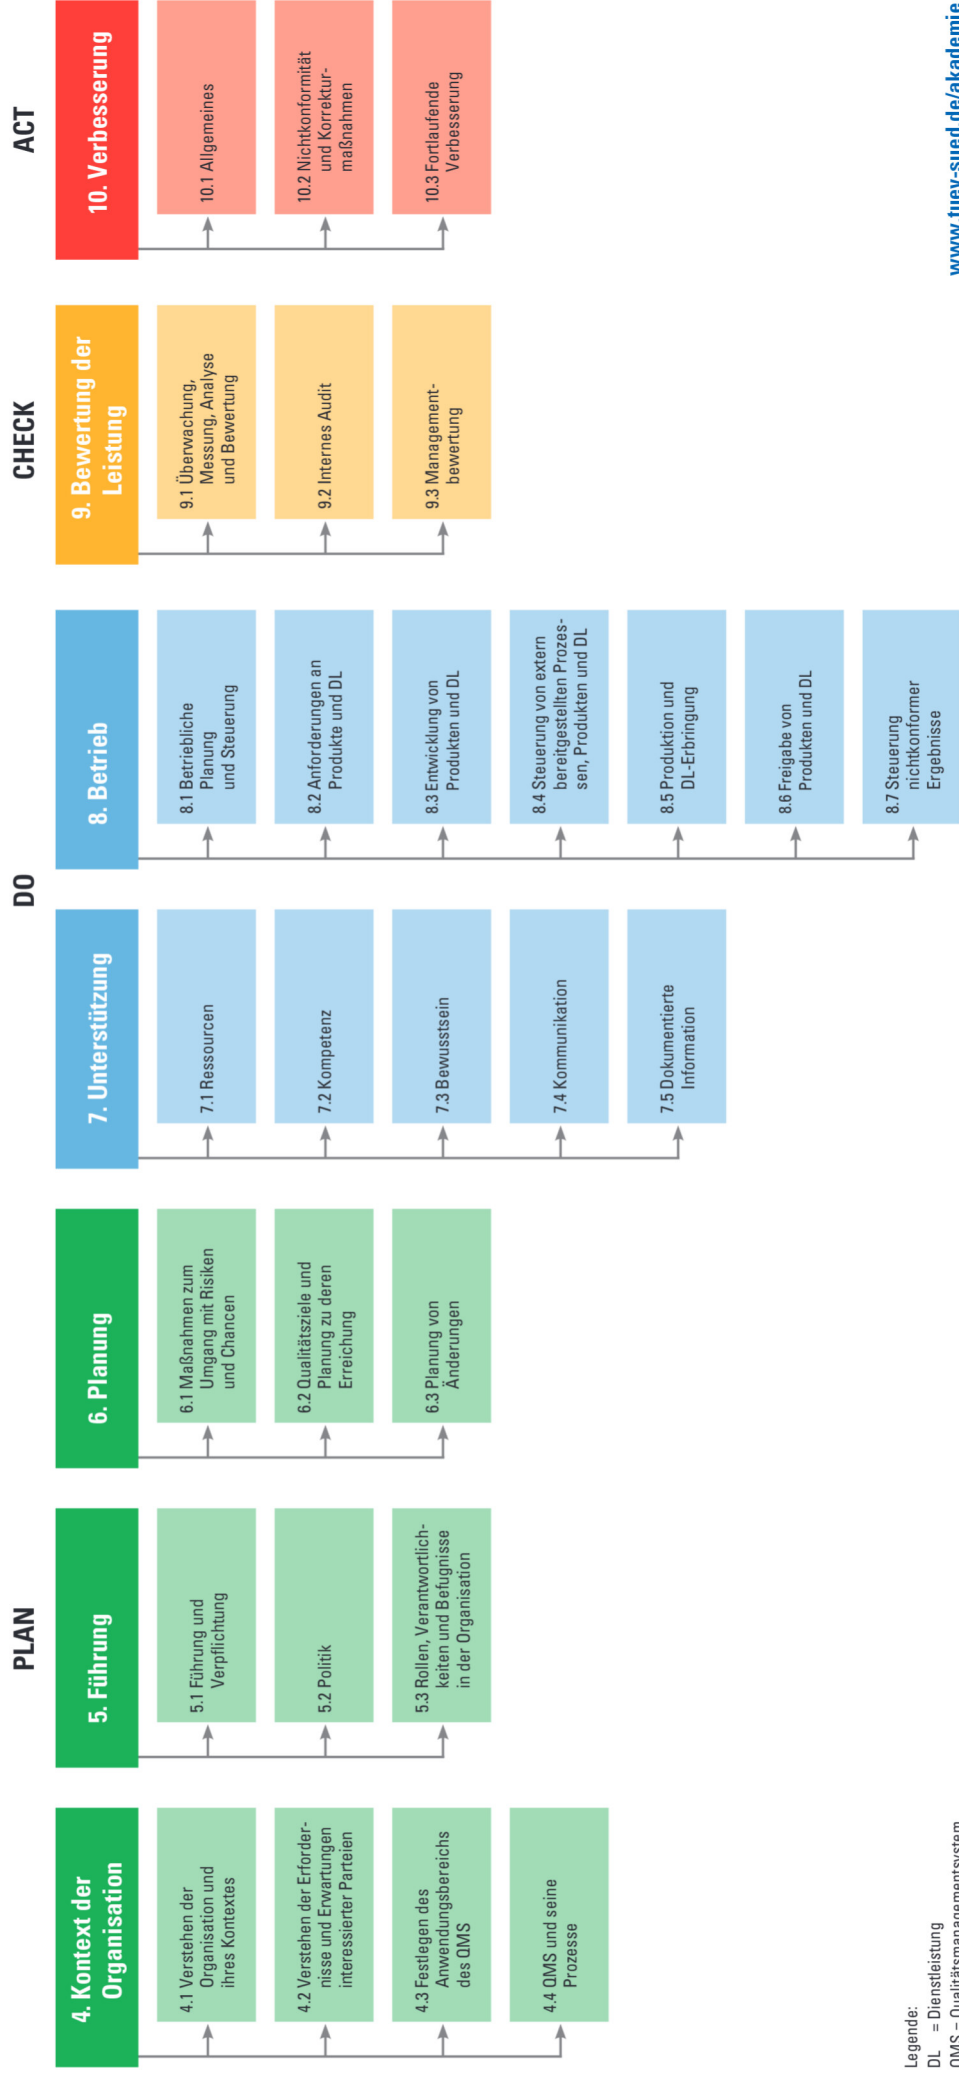 PLAN
DO
CHECK
ACT
4. Kontext der
Organisation
4.1 Verstehen der
Organisation und
ihres Kontextes
4.2 Verstehen der Erforder-
nisse und Erwartungen
interessierter Parteien
4.3 Festlegen des
Anwendungsbereichs
des QMS
4.4 QMS und seine
Prozesse
5. Führung
5.1 Führung und
Verpflichtung
5.2 Politik
5.3 Rollen, Verantwortlich-
keiten und Befugnisse
in der Organisation
6. Planung
6.1 Maßnahmen zum
Umgang mit Risiken
und Chancen
6.2 Qualitätsziele und
Planung zu deren
Erreichung
6.3 Planung von
Änderungen
7. Unterstützung
7.1 Ressourcen
7.2 Kompetenz
7.3 Bewusstsein
7.4 Kommunikation
7.5 Dokumentierte
Information
8. Betrieb
8.1 Betriebliche
Planung
und Steuerung
8.2 Anforderungen an
Produkte und DL
8.3 Entwicklung von
Produkten und DL
8.4 Steuerung von extern
bereitgestellten Prozes-
sen, Produkten und DL
8.5 Produktion und
DL-Erbringung
8.6 Freigabe von
Produkten und DL
8.7 Steuerung
nichtkonformer
Ergebnisse
9. Bewertung der
Leistung
9.1 Überwachung,
Messung, Analyse
und Bewertung
9.2 Internes Audit
9.3 Management-
bewertung
10. Verbesserung
10.1 Allgemeines
10.2 Nichtkonformität
und Korrektur-
maßnahmen
10.3 Fortlaufende
Verbesserung
Legende:
DL = Dienstleistung
QMS = Qualitätsmanagementsystem
www.tuev-sued.de/akademie